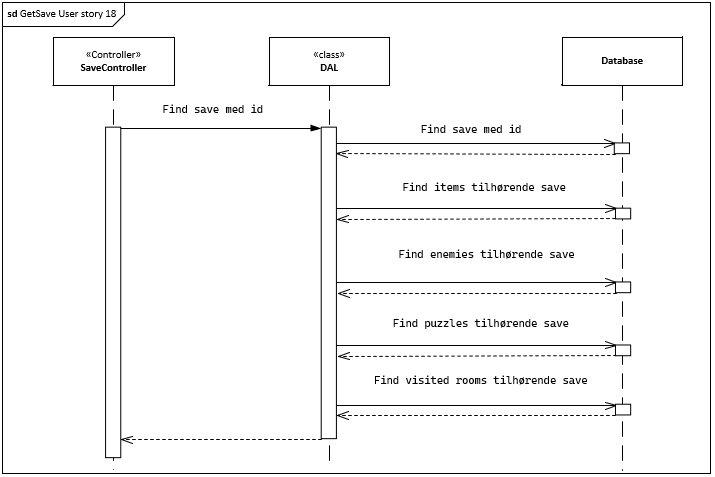 sd GetSave User story 18
«Controller»
SaveController
«class»
DAL
Database
Find save med id
Find save med id
Find items tilhørende save
Find enemies tilhørende save
Find puzzles tilhørende save
Find visited rooms tilhørende save